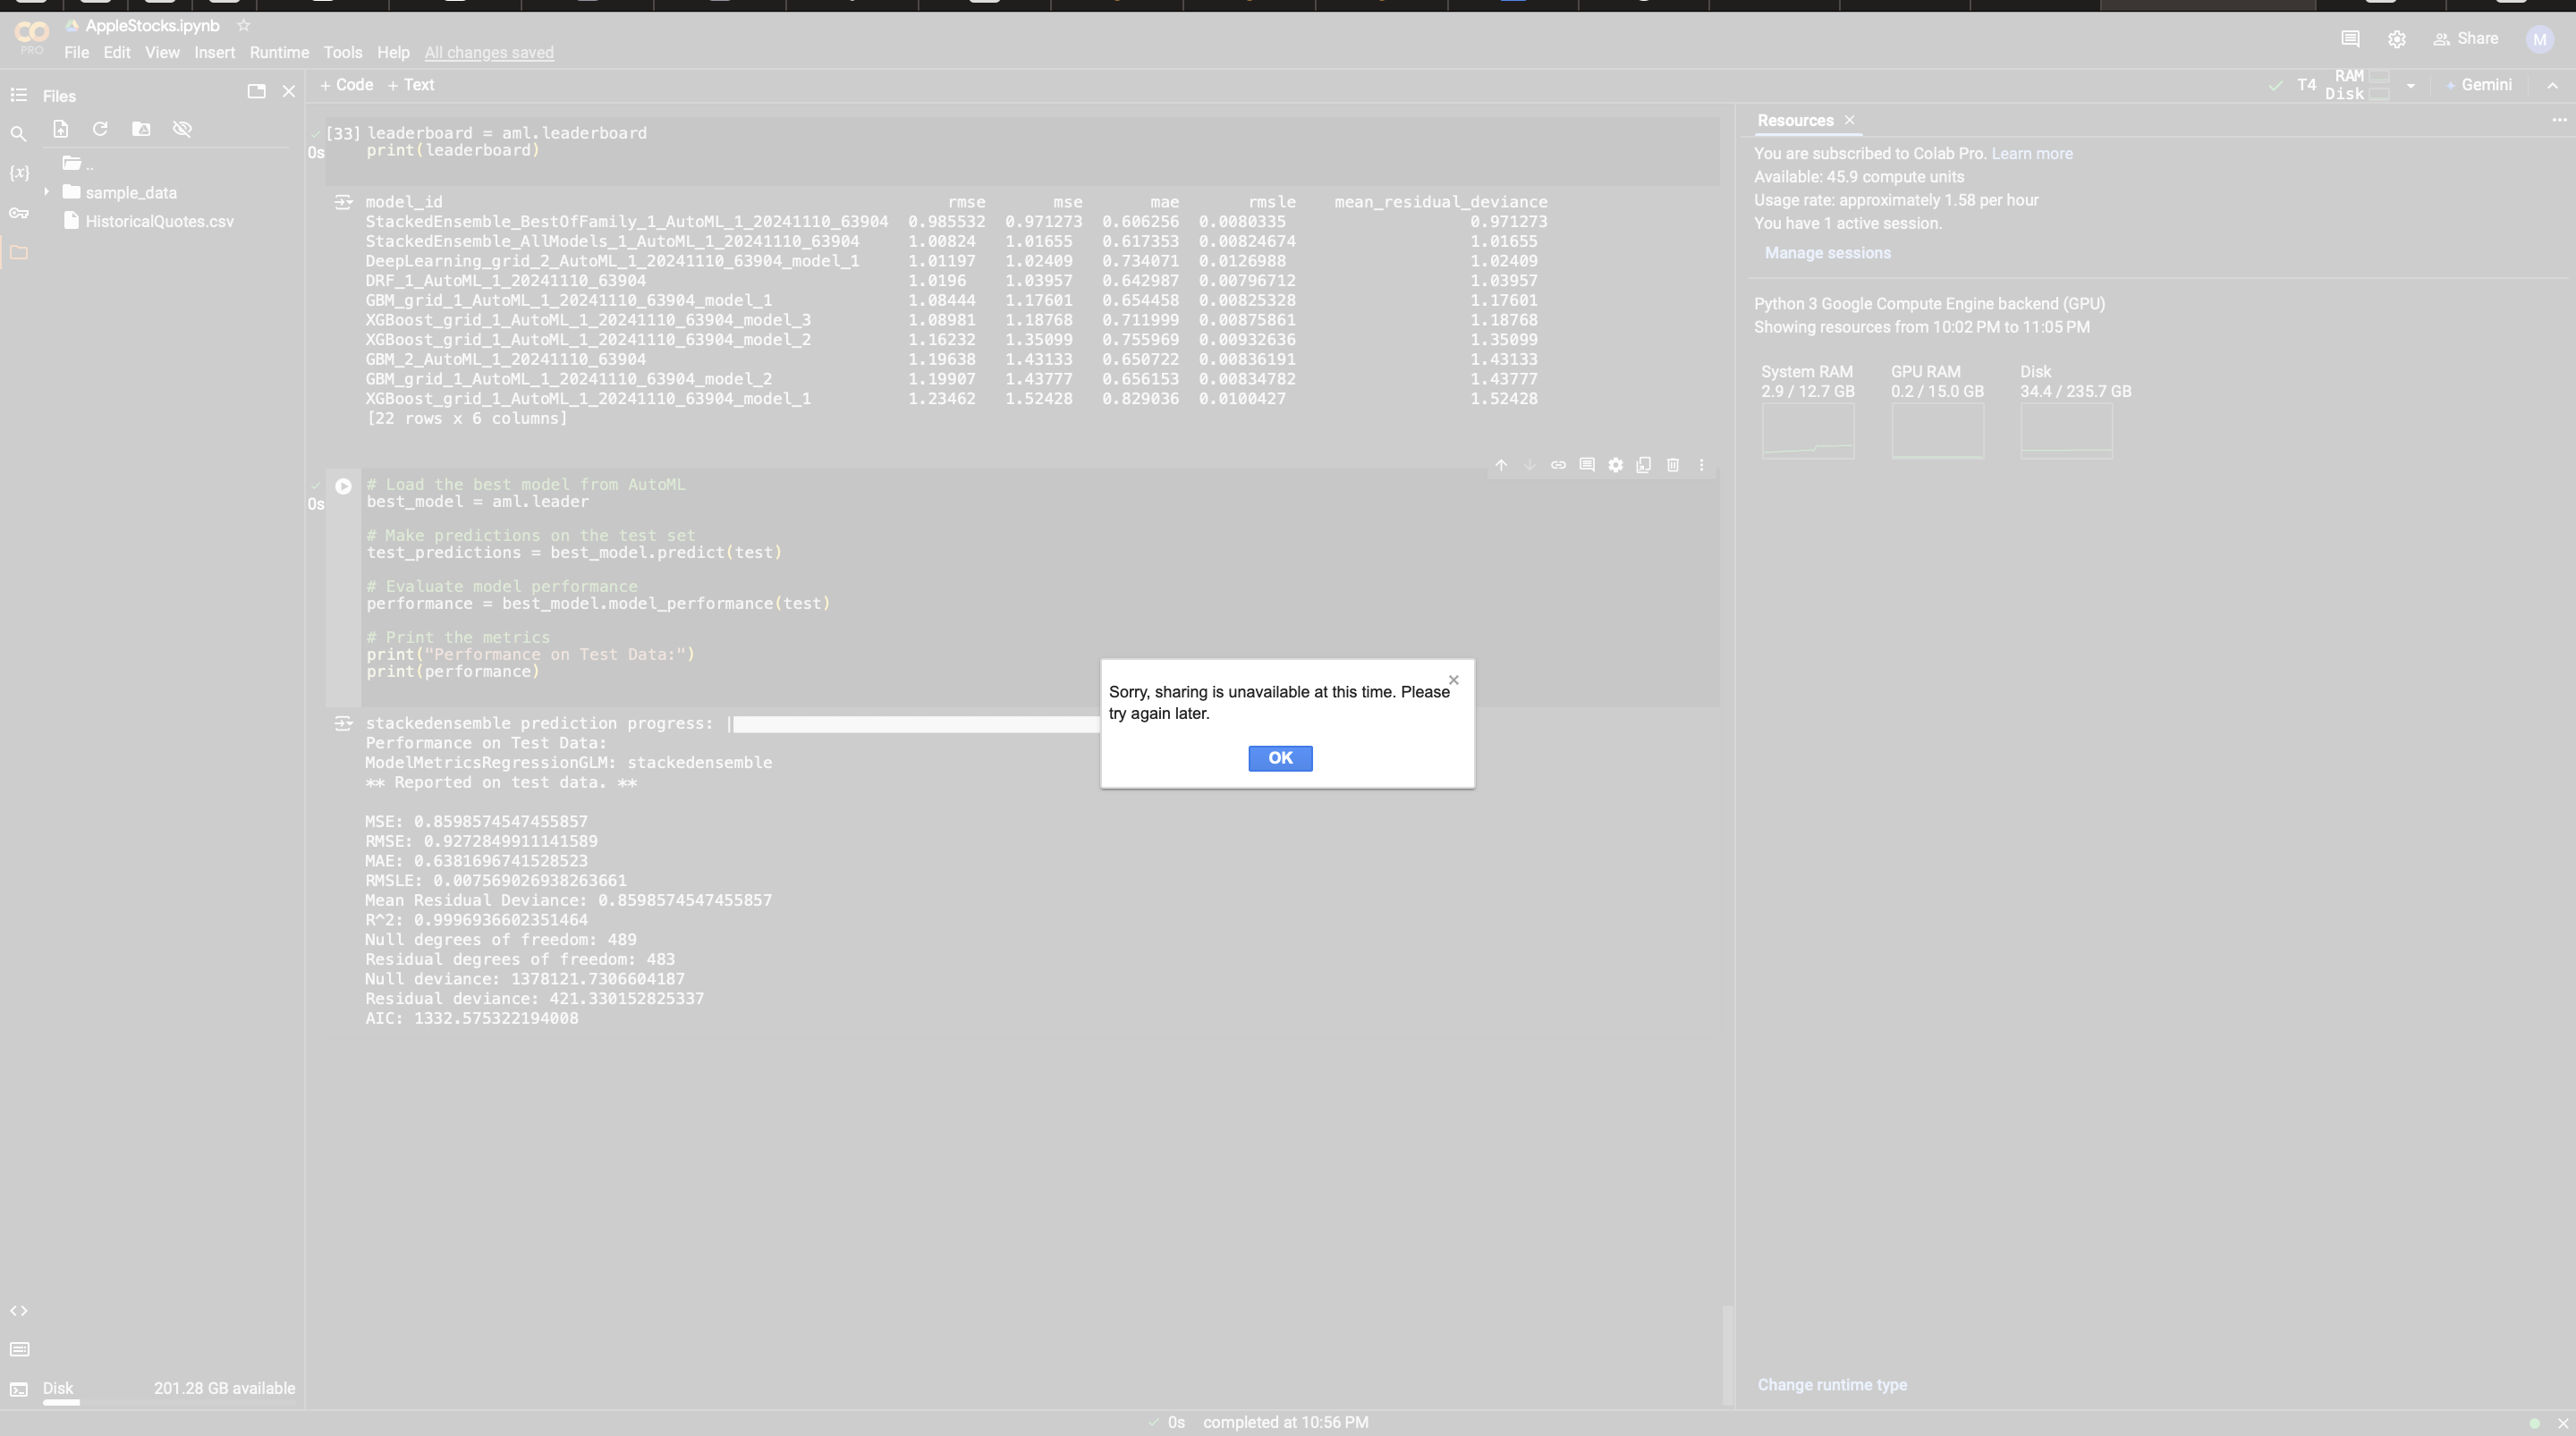 CO
PRO
AppleStocks.ipynb
File Edit View Insert Runtime Tools Help All changes saved
Share
M
Files
+ Code + Text
T4 RAM
Disk
Gemini
..
sample_data
HistoricalQuotes.csv
{x}
[33] leaderboard = aml.leaderboard
0s print(leaderboard)
model_id rmse mse mae rmsle mean_residual_deviance
StackedEnsemble_BestOfFamily_1_AutoML_1_20241110_63904 0.985532 0.971273 0.606256 0.0080335 0.971273
StackedEnsemble_AllModels_1_AutoML_1_20241110_63904 1.00824 1.01655 0.617353 0.00824674 1.01655
DeepLearning_grid_2_AutoML_1_20241110_63904_model_1 1.01197 1.02409 0.734071 0.0126988 1.02409
DRF_1_AutoML_1_20241110_63904 1.0196 1.03957 0.642987 0.00796712 1.03957
GBM_grid_1_AutoML_1_20241110_63904_model_1 1.08444 1.17601 0.654458 0.00825328 1.17601
XGBoost_grid_1_AutoML_1_20241110_63904_model_3 1.08981 1.18768 0.711999 0.00875861 1.18768
XGBoost_grid_1_AutoML_1_20241110_63904_model_2 1.16232 1.35099 0.755969 0.00932636 1.35099
GBM_2_AutoML_1_20241110_63904 1.19638 1.43133 0.650722 0.00836191 1.43133
GBM_grid_1_AutoML_1_20241110_63904_model_2 1.19907 1.43777 0.656153 0.00834782 1.43777
XGBoost_grid_1_AutoML_1_20241110_63904_model_1 1.23462 1.52428 0.829036 0.0100427 1.52428
[22 rows x 6 columns]
0s
# Load the best model from AutoML
best_model = aml.leader
# Make predictions on the test set
test_predictions = best_model.predict(test)
# Evaluate model performance
performance = best_model.model_performance(test)
# Print the metrics
print("Performance on Test Data:")
print(performance)
stackedensemble prediction progress: |
Performance on Test Data:
ModelMetricsRegressionGLM: stackedensemble
** Reported on test data. **
MSE: 0.8598574547455857
RMSE: 0.9272849911141589
MAE: 0.6381696741528523
RMSLE: 0.007569026938263661
Mean Residual Deviance: 0.8598574547455857
R^2: 0.9996936602351464
Null degrees of freedom: 489
Residual degrees of freedom: 483
Null deviance: 1378121.7306604187
Residual deviance: 421.330152825337
AIC: 1332.575322194008
Sorry, sharing is unavailable at this time. Please
try again later.
OK
Resources
You are subscribed to Colab Pro. Learn more
Available: 45.9 compute units
Usage rate: approximately 1.58 per hour
You have 1 active session.
Manage sessions
Python 3 Google Compute Engine backend (GPU)
Showing resources from 10:02 PM to 11:05 PM
System RAM GPU RAM Disk
2.9 / 12.7 GB 0.2 / 15.0 GB 34.4 / 235.7 GB
Change runtime type
Disk 201.28 GB available
0s completed at 10:56 PM